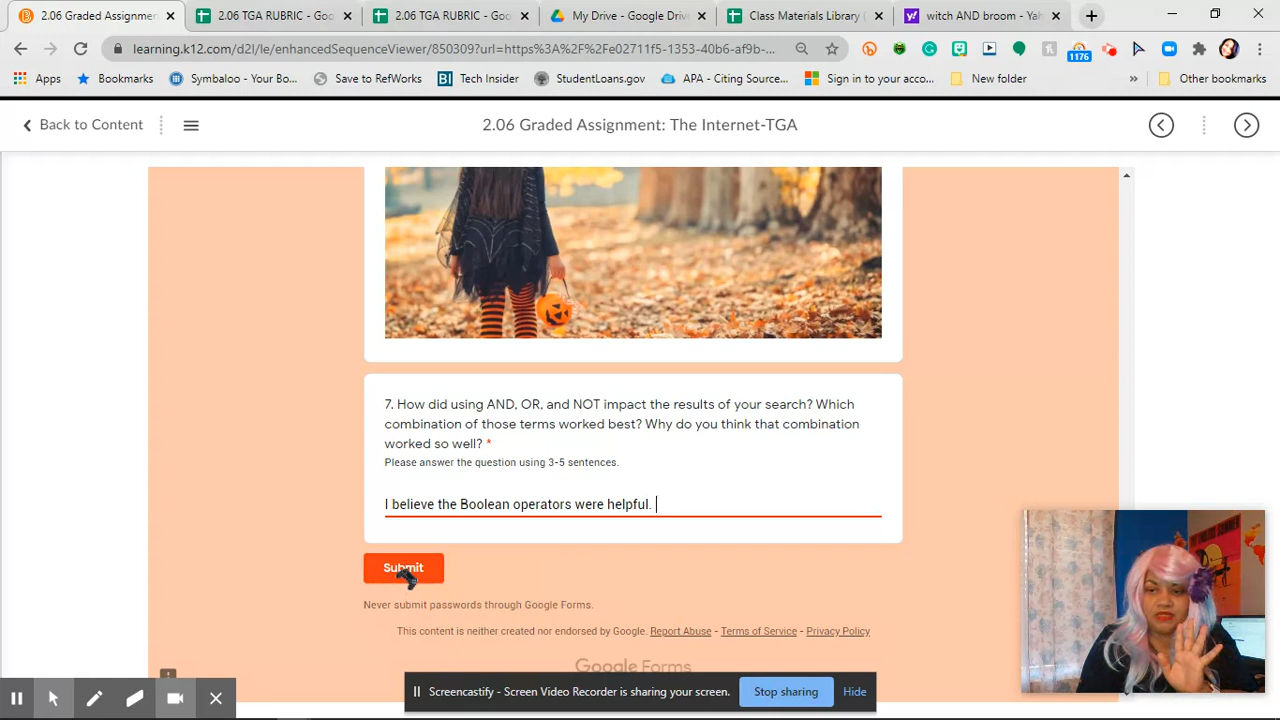 2.06 Graded Assignment
2.06 TGA RUBRIC - Goo
2.06 TGA RUBRIC - Goo
My Drive - Google Drive
Class Materials Library (
witch AND broom - Yah
learning.k12.com/d2l/le/enhancedSequenceViewer/850309?url=https%3A%2F%2Fe02711f5-1353-40b6-af9b-...
1176
Apps
Bookmarks
Symbaloo - Your Bo...
Save to RefWorks
BI Tech Insider
StudentLoans.gov
APA - Citing Source...
Sign in to your acco...
New folder
»
Other bookmarks
Back to Content
2.06 Graded Assignment: The Internet-TGA
7. How did using AND, OR, and NOT impact the results of your search? Which
combination of those terms worked best? Why do you think that combination
worked so well? *
Please answer the question using 3-5 sentences.
I believe the Boolean operators were helpful.
Submit
Never submit passwords through Google Forms.
This content is neither created nor endorsed by Google. Report Abuse - Terms of Service - Privacy Policy
Google Forms
Screencastify - Screen Video Recorder is sharing your screen.
Stop sharing
Hide